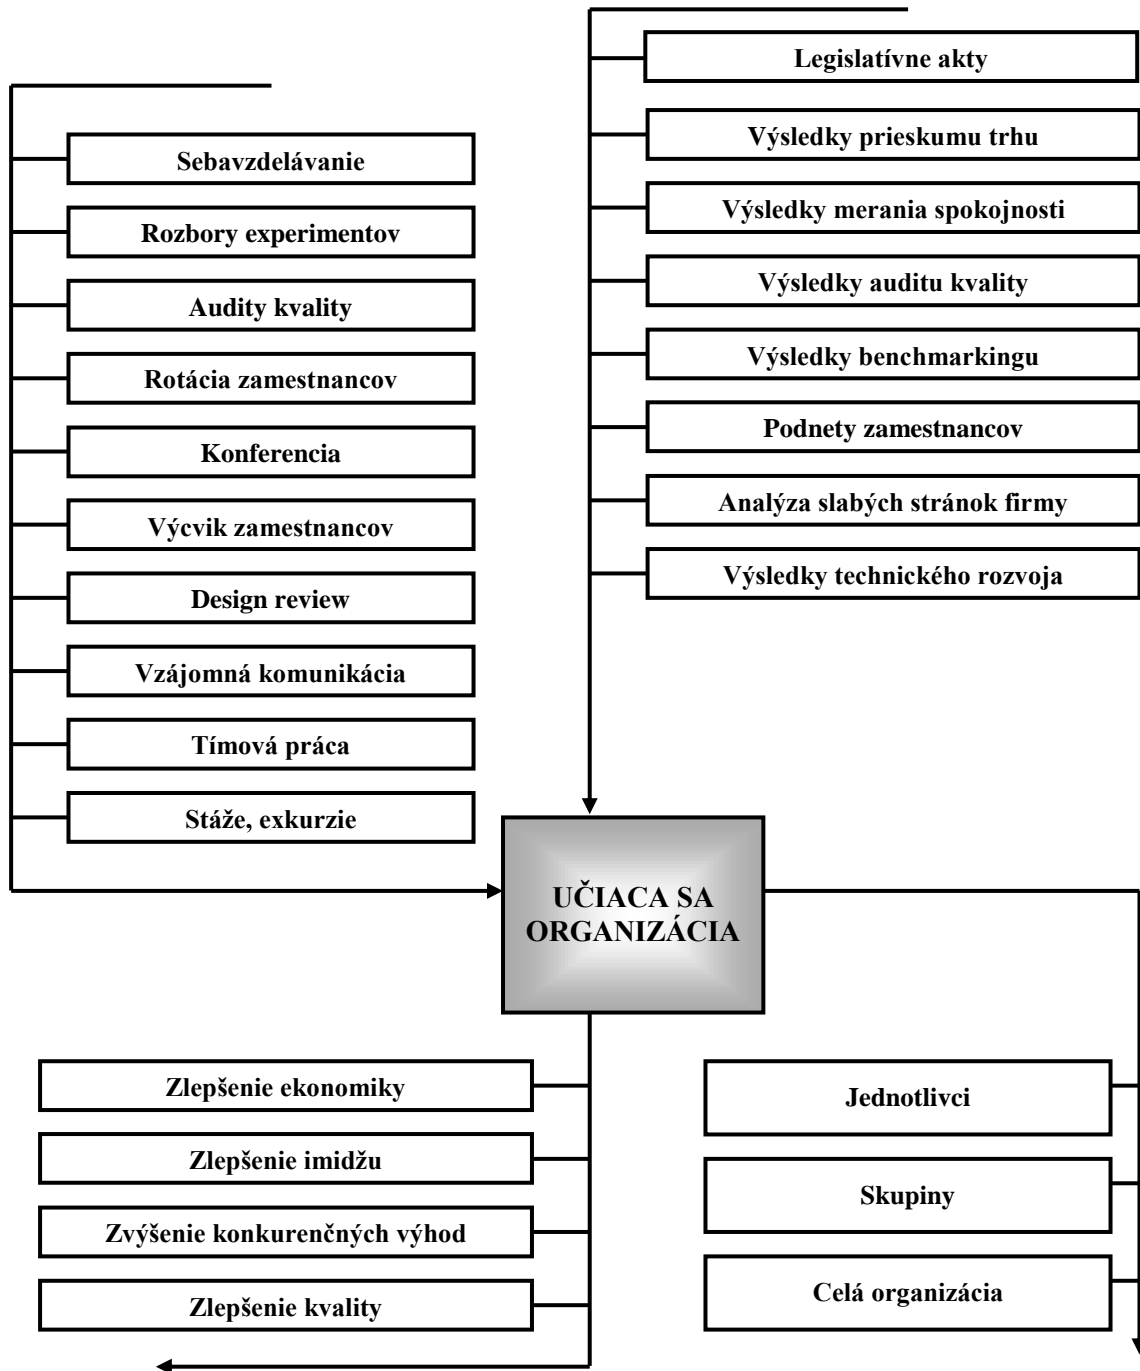 Sebavzdelávanie
Rozbory experimentov
Audity kvality
Rotácia zamestnancov
Konferencia
Výcvik zamestnancov
Design review
Vzájomná komunikácia
Tímová práca
Stáže, exkurzie
Legislatívne akty
Výsledky prieskumu trhu
Výsledky merania spokojnosti
Výsledky auditu kvality
Výsledky benchmarkingu
Podnety zamestnancov
Analýza slabých stránok firmy
Výsledky technického rozvoja
UČIACA SA
ORGANIZÁCIA
Zlepšenie ekonomiky
Zlepšenie imidžu
Zvýšenie konkurenčných výhod
Zlepšenie kvality
Jednotlivci
Skupiny
Celá organizácia